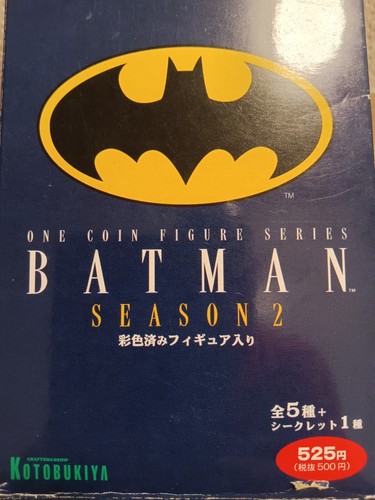 TM
ONE COIN FIGURE SERIES
BATMAN™
SEASON 2
彩色済みフィギュア入り
全5種+
シークレット1種
525円
(税抜500円)
CRAFTSMANSHIP
KOTOBUKIYA